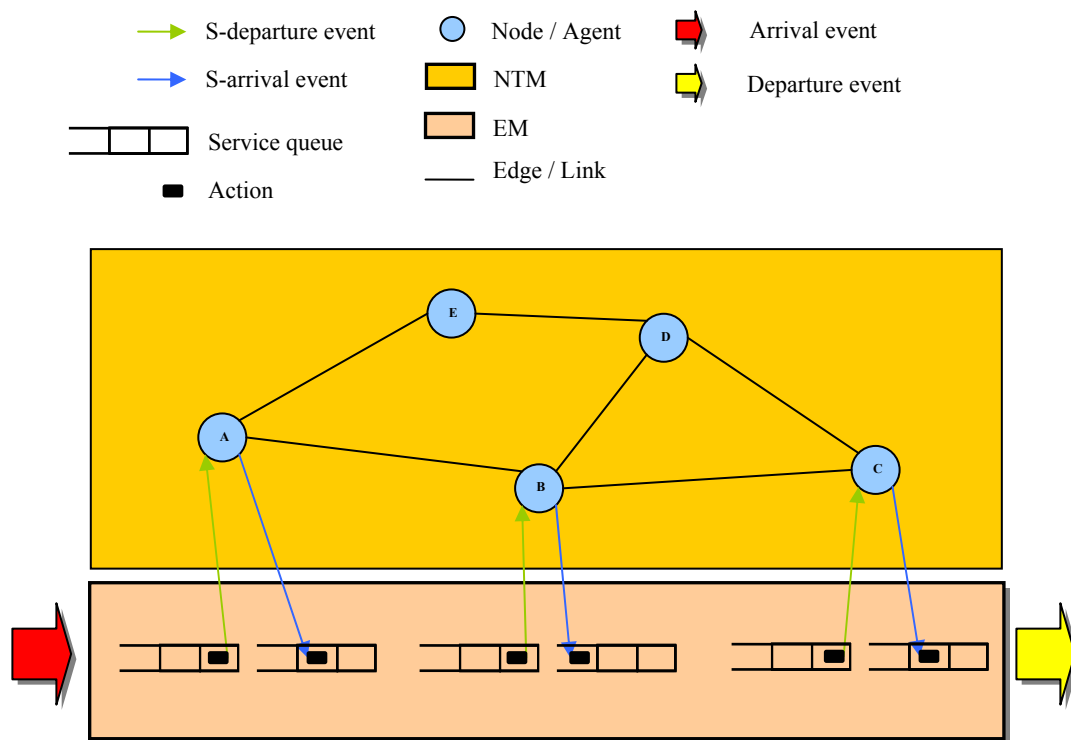 S-departure event
Node / Agent
Arrival event
S-arrival event
NTM
Departure event
Service queue
EM
Edge / Link
Action
E
D
A
C
B